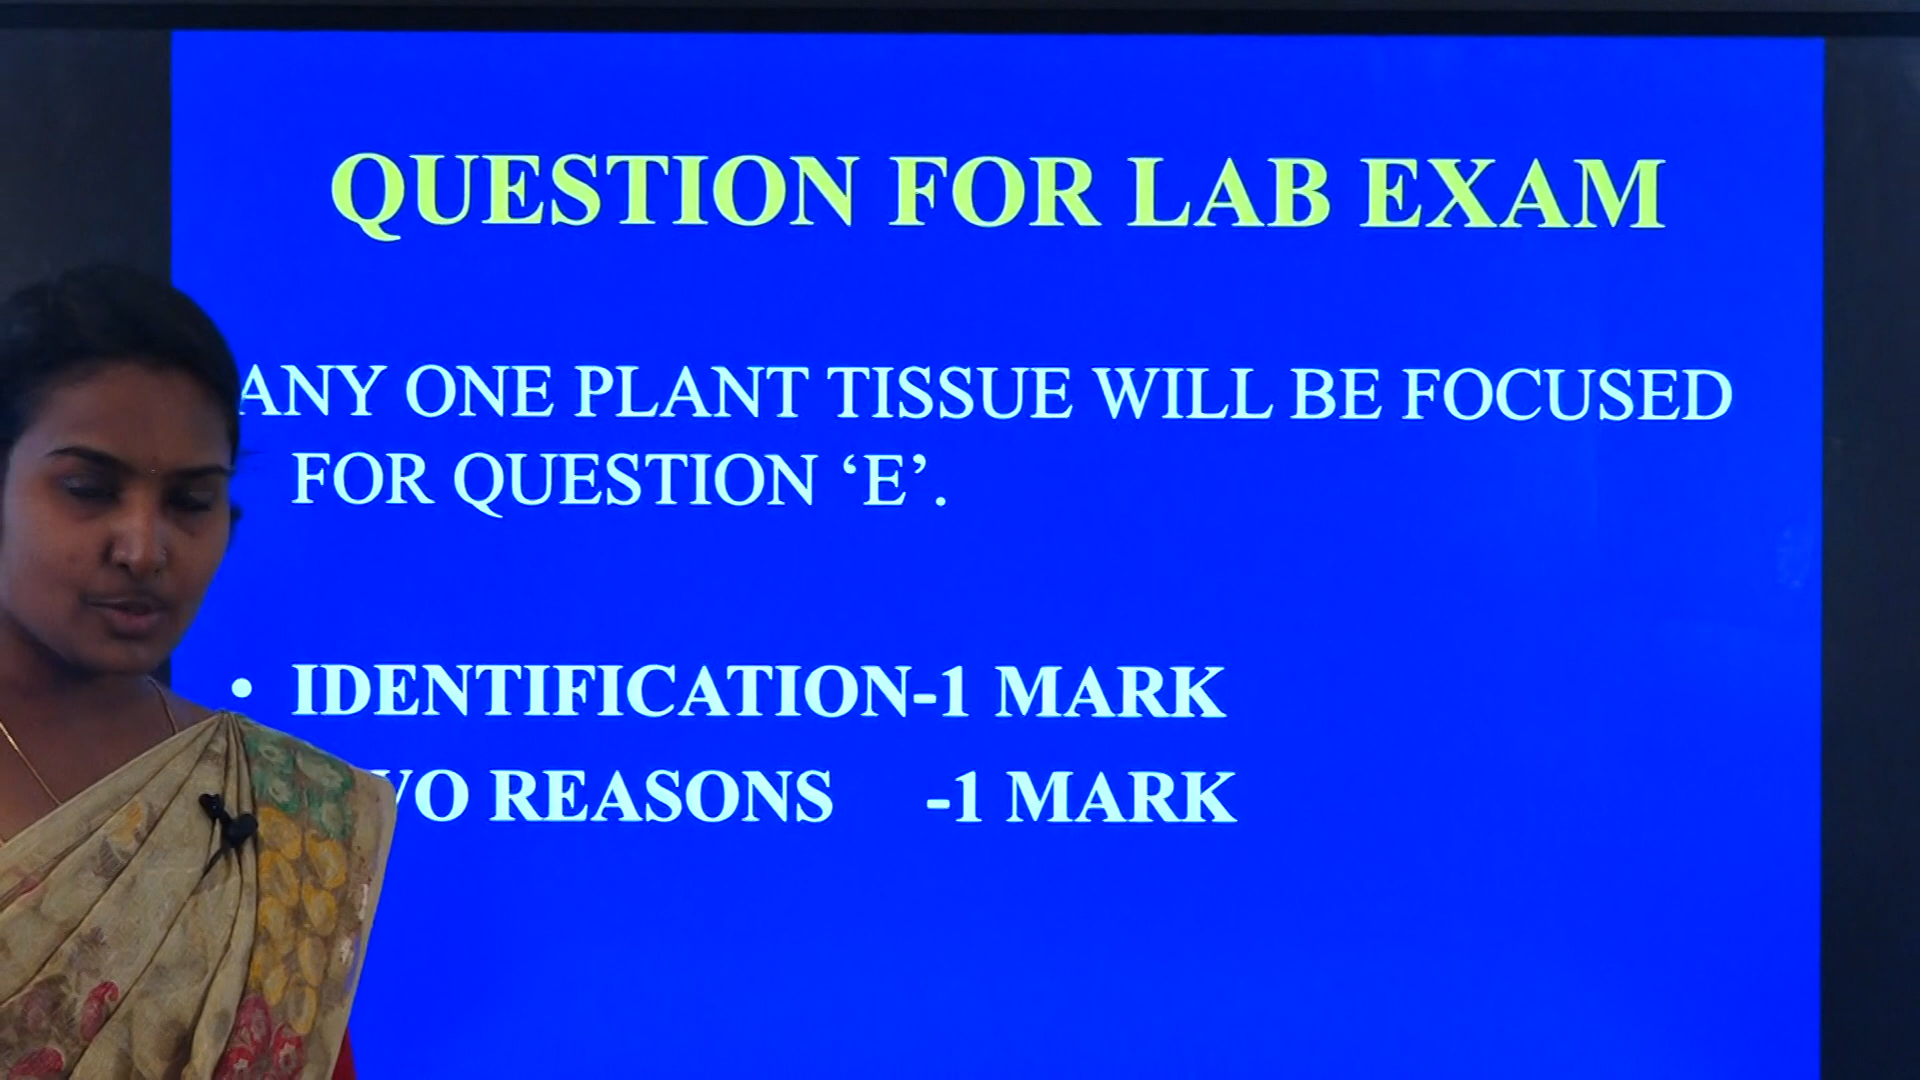 QUESTION FOR LAB EXAM
ANY ONE PLANT TISSUE WILL BE FOCUSED
FOR QUESTION ‘E’.
• IDENTIFICATION-1 MARK
REASONS -1 MARK